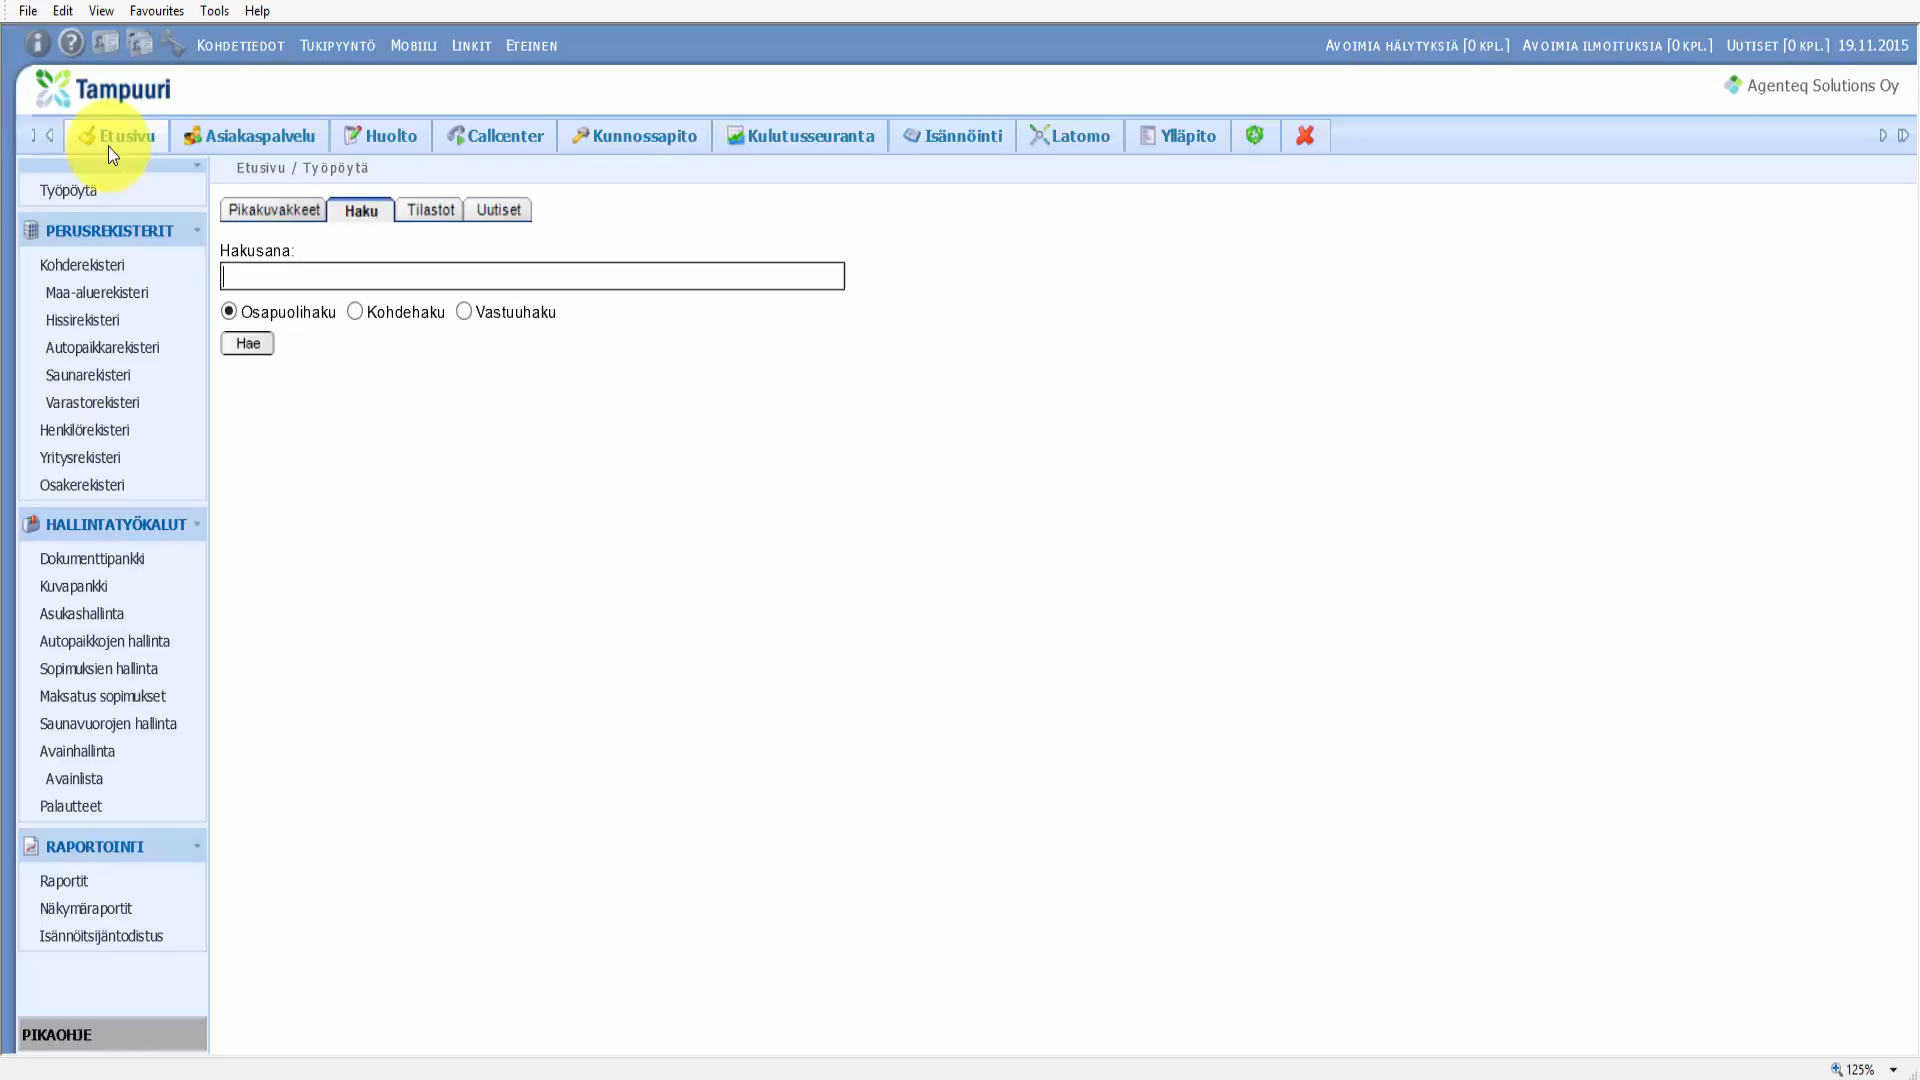 File Edit View Favourites Tools Help
KOHDETIEDOT TUKIPYYNTÖ MOBIILI LINKIT ETEINEN AVOIMIA HÄLYTYKSIÄ [0 KPL.] AVOIMIA ILMOITUKSIA [0 KPL.] UUTISET [0 KPL.] 19.11.2015
Tampuuri Agenteq Solutions Oy
Etusivu Asiakaspalvelu Huolto Callcenter Kunnossapito Kulutusseuranta Isännöinti Latomo Ylläpito
Etusivu / Työpöytä
Työpöytä
PERUSREKISTERIT
Kohderekisteri
Maa-aluerekisteri
Hissirekisteri
Autopaikkarekisteri
Saunarekisteri
Varastorekisteri
Henkilörekisteri
Yritysrekisteri
Osakerekisteri
HALLINTATYÖKALUT
Dokumenttipankki
Kuvapankki
Asukashallinta
Autopaikkojen hallinta
Sopimuksien hallinta
Maksatus sopimukset
Saunavuorojen hallinta
Avainhallinta
Avainlista
Palautteet
RAPORTOINTI
Raportit
Näkymäraportit
Isännöitsijäntodistus
PIKAOHJE
Pikakuvakkeet Haku Tilastot Uutiset
Hakusana:
Osapuolihaku Kohdehaku Vastuuhaku
Hae
125%